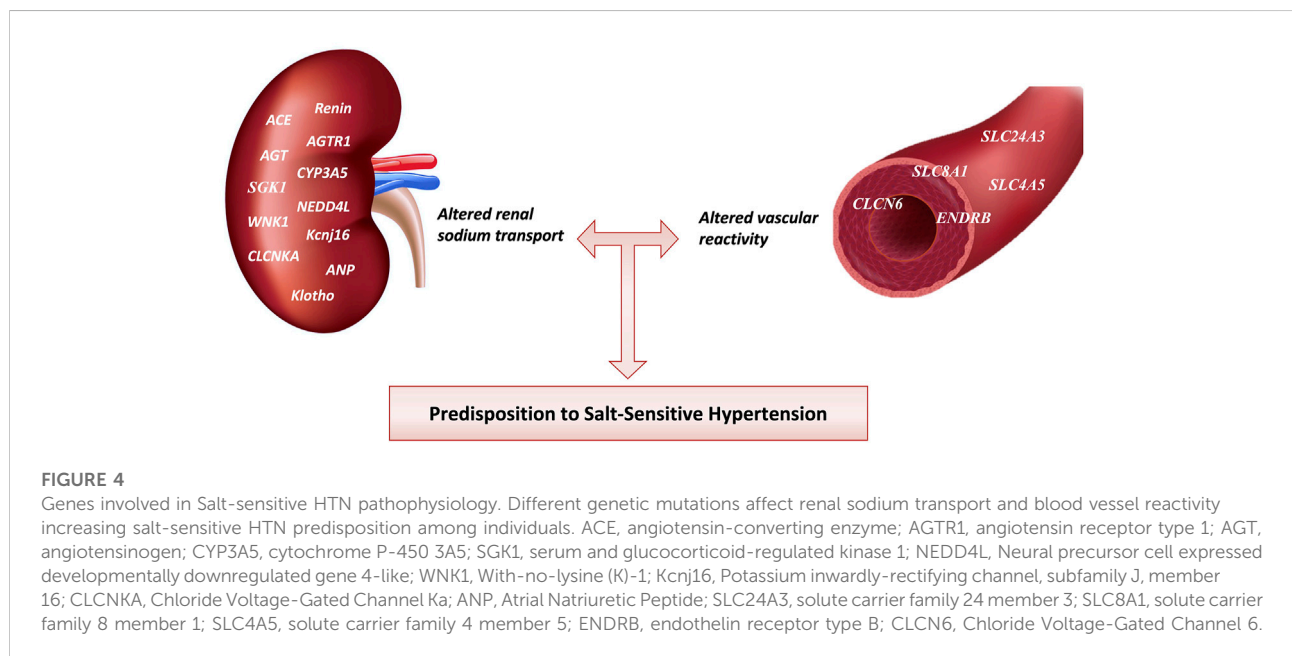 Renin
ACE
AGTR1
AGT
CYP3A5
SGK1
NEDD4L
WNK1
Kcnj16
CLCNKA
ANP
Klotho
Altered renal
sodium transport
Altered vascular
reactivity
SLC24A3
SLC8A1
SLC4A5
CLCN6
ENDRB
Predisposition to Salt-Sensitive Hypertension
FIGURE 4
Genes involved in Salt-sensitive HTN pathophysiology. Different genetic mutations affect renal sodium transport and blood vessel reactivity
increasing salt-sensitive HTN predisposition among individuals. ACE, angiotensin-converting enzyme; AGTR1, angiotensin receptor type 1; AGT,
angiotensinogen; CYP3A5, cytochrome P-450 3A5; SGK1, serum and glucocorticoid-regulated kinase 1; NEDD4L, Neural precursor cell expressed
developmentally downregulated gene 4-like; WNK1, With-no-lysine (K)-1; Kcnj16, Potassium inwardly-rectifying channel, subfamily J, member
16; CLCNKA, Chloride Voltage-Gated Channel Ka; ANP, Atrial Natriuretic Peptide; SLC24A3, solute carrier family 24 member 3; SLC8A1, solute carrier
family 8 member 1; SLC4A5, solute carrier family 4 member 5; ENDRB, endothelin receptor type B; CLCN6, Chloride Voltage-Gated Channel 6.